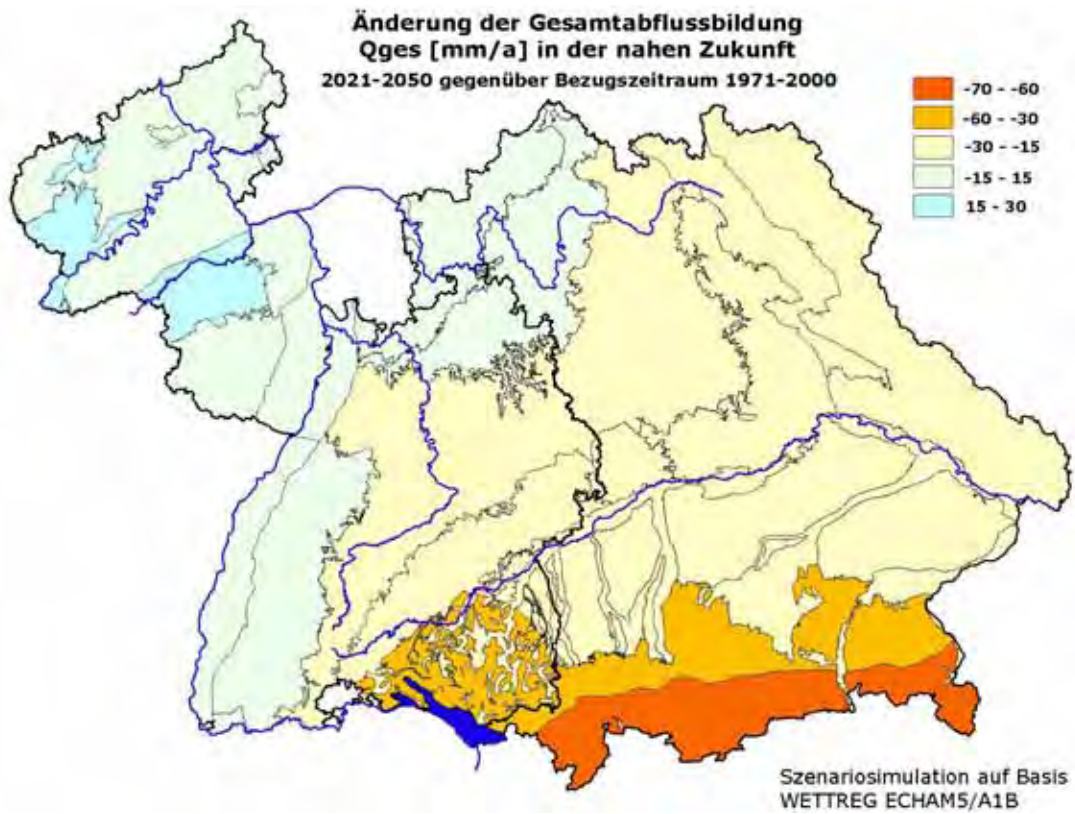 Änderung der Gesamtabflussbildung
Qges [mm/a] in der nahen Zukunft
2021-2050 gegenüber Bezugszeitraum 1971-2000
-70 - -60
-60 - -30
-30 - -15
-15 - 15
15 - 30
Szenariosimulation auf Basis
WETTREG ECHAM5/A1B